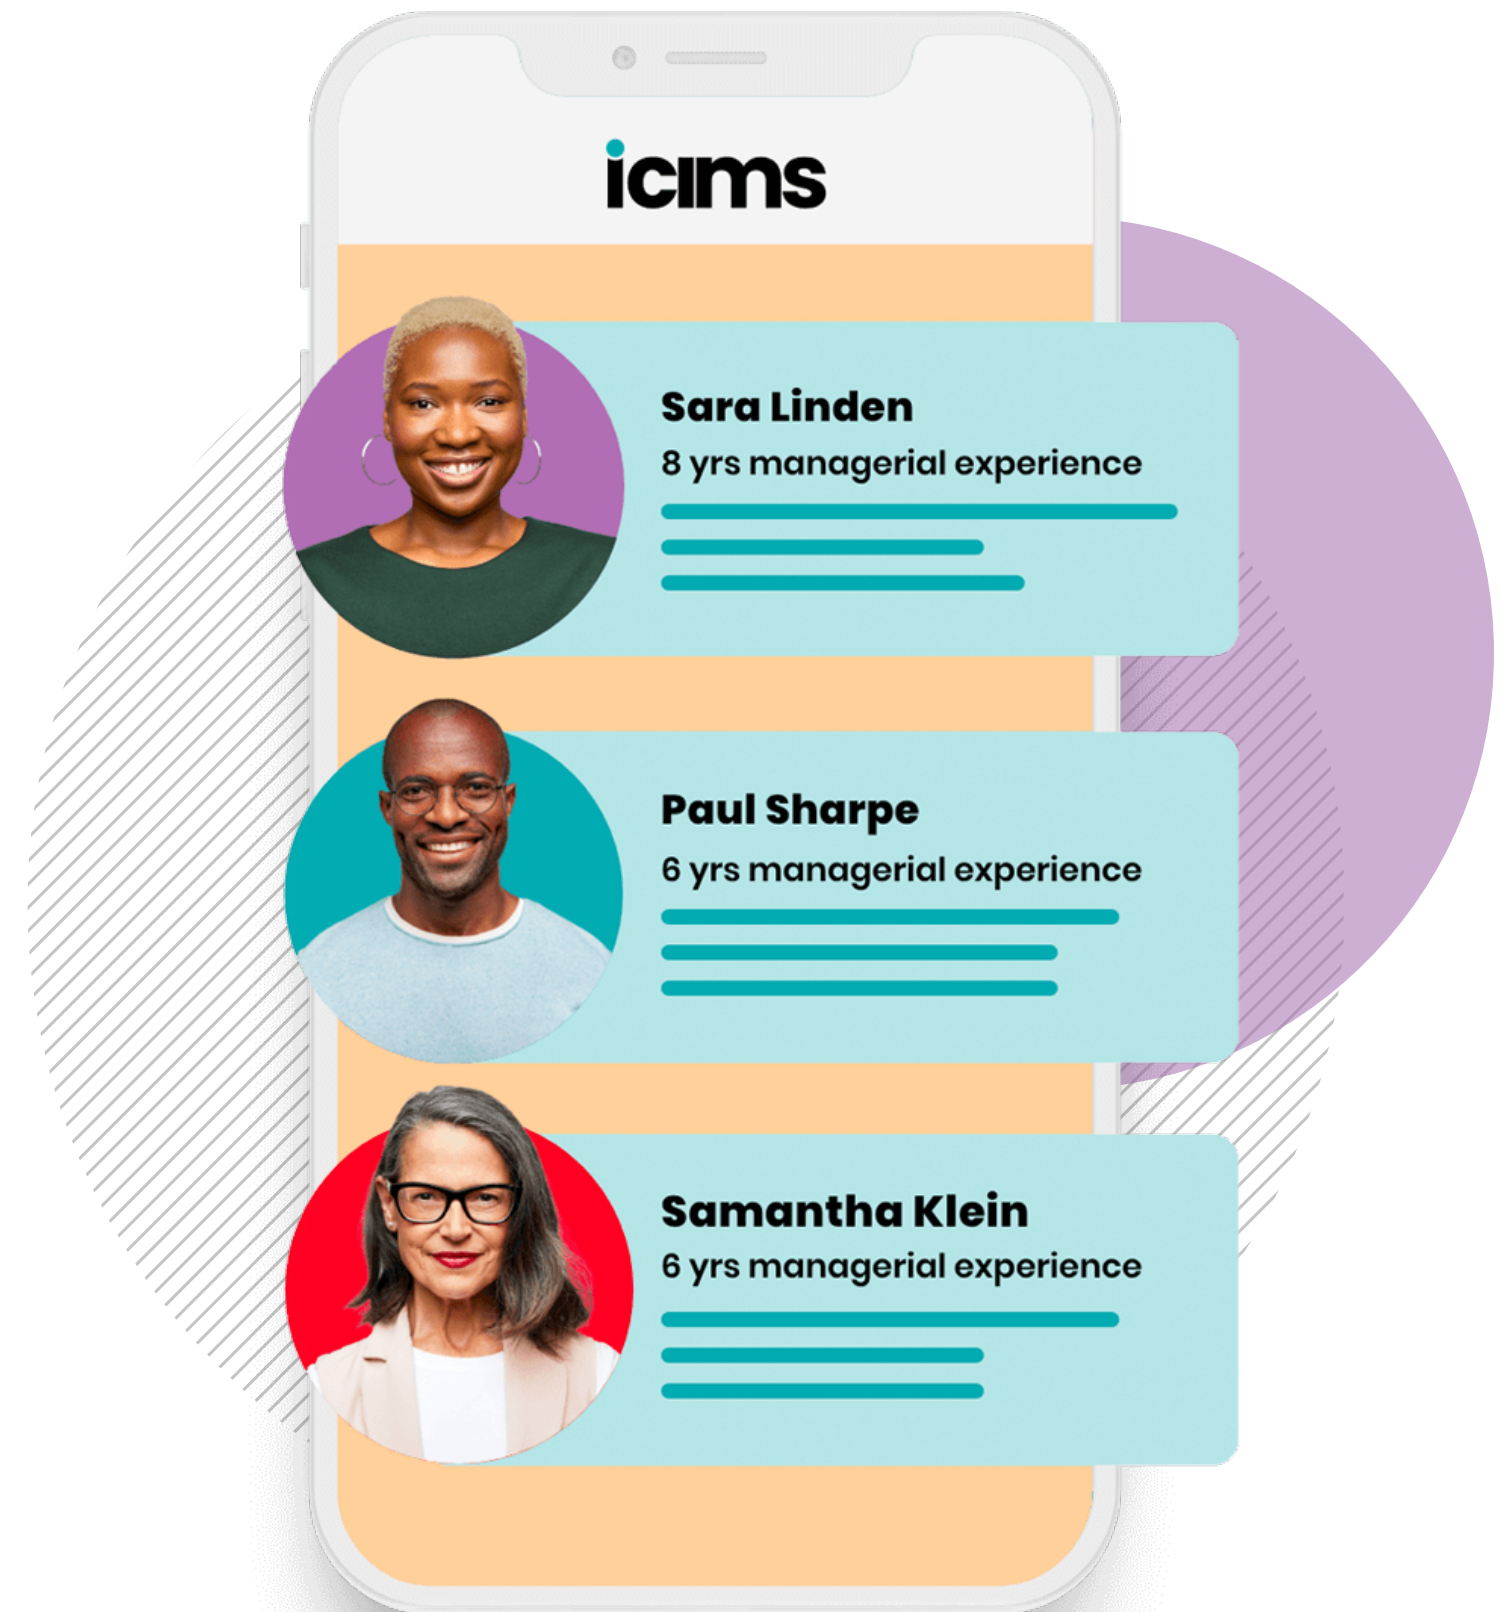 icims
Sara Linden
8 yrs managerial experience
Paul Sharpe
6 yrs managerial experience
Samantha Klein
6 yrs managerial experience